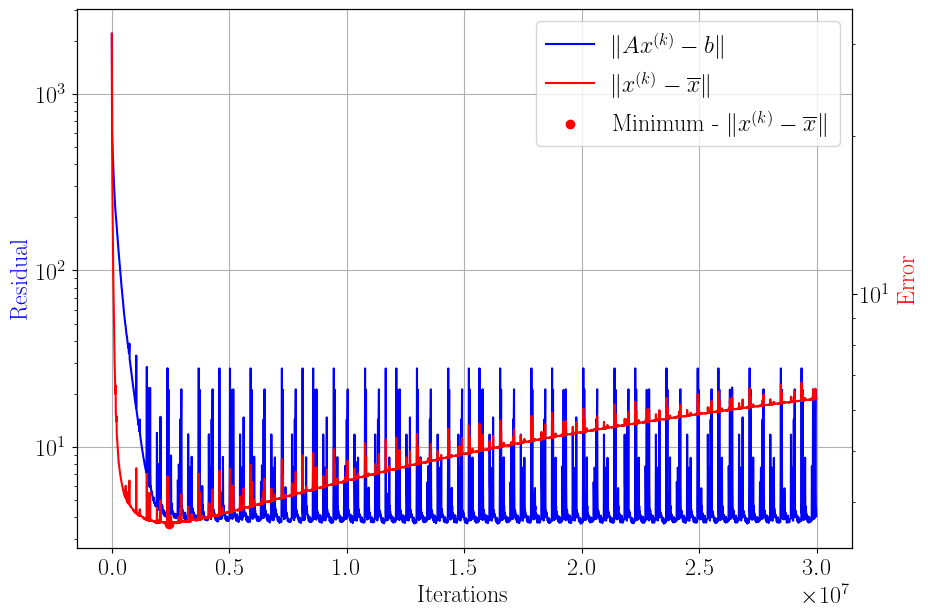 ‖Ax^{(k)} − b‖
‖x^{(k)} − x̅‖
Minimum - ‖x^{(k)} − x̅‖
10^3
10^2
10^1
Residual
10^1
Error
0.0 0.5 1.0 1.5 2.0 2.5 3.0
Iterations
×10^7